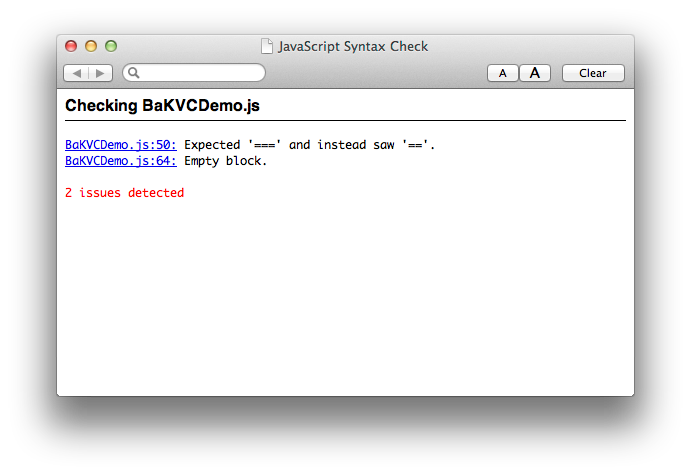 JavaScript Syntax Check
A A Clear
Checking BaKVCDemo.js
BaKVCDemo.js:50: Expected '===' and instead saw '=='.
BaKVCDemo.js:64: Empty block.
2 issues detected